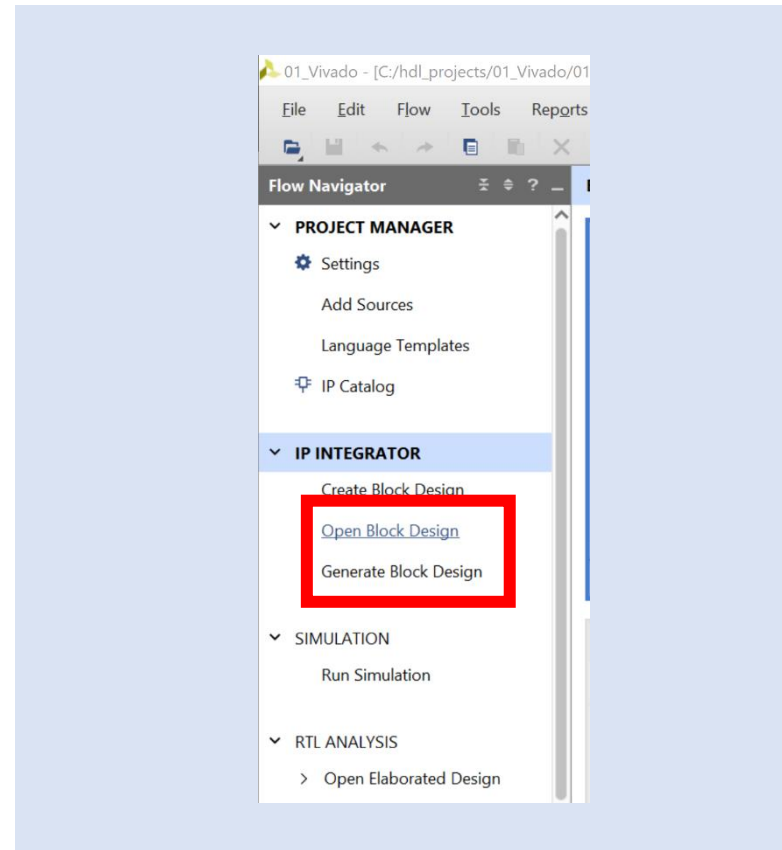 01_Vivado - [C:/hdl_projects/01_Vivado/01
File Edit Flow Tools Reports
Flow Navigator ? _
PROJECT MANAGER
Settings
Add Sources
Language Templates
IP Catalog
IP INTEGRATOR
Create Block Design
Open Block Design
Generate Block Design
SIMULATION
Run Simulation
RTL ANALYSIS
> Open Elaborated Design